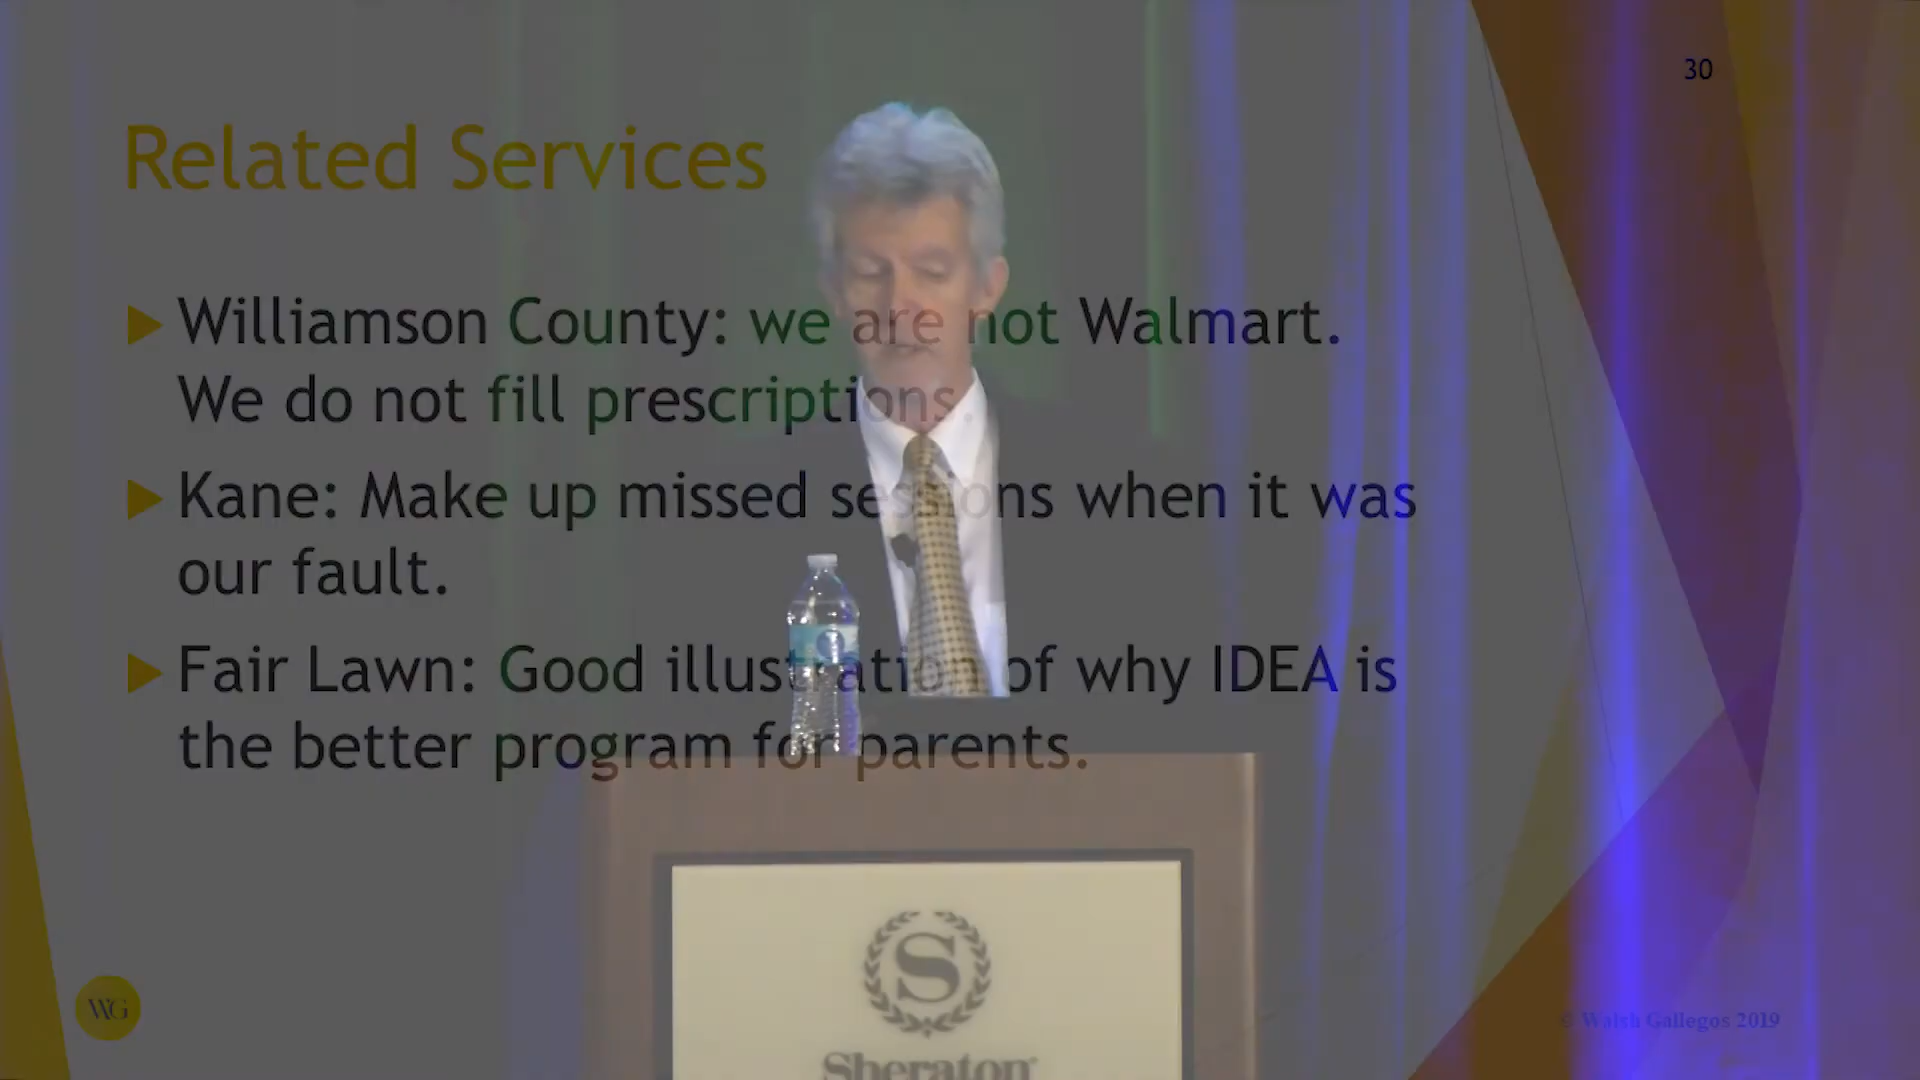 30
Related Services
Williamson County: we are not Walmart.
We do not fill prescriptions.
Kane: Make up missed sessions when it was
our fault.
Fair Lawn: Good illustration of why IDEA is
the better program for parents.
WG
© Walsh Gallegos 2019
S
Sheraton